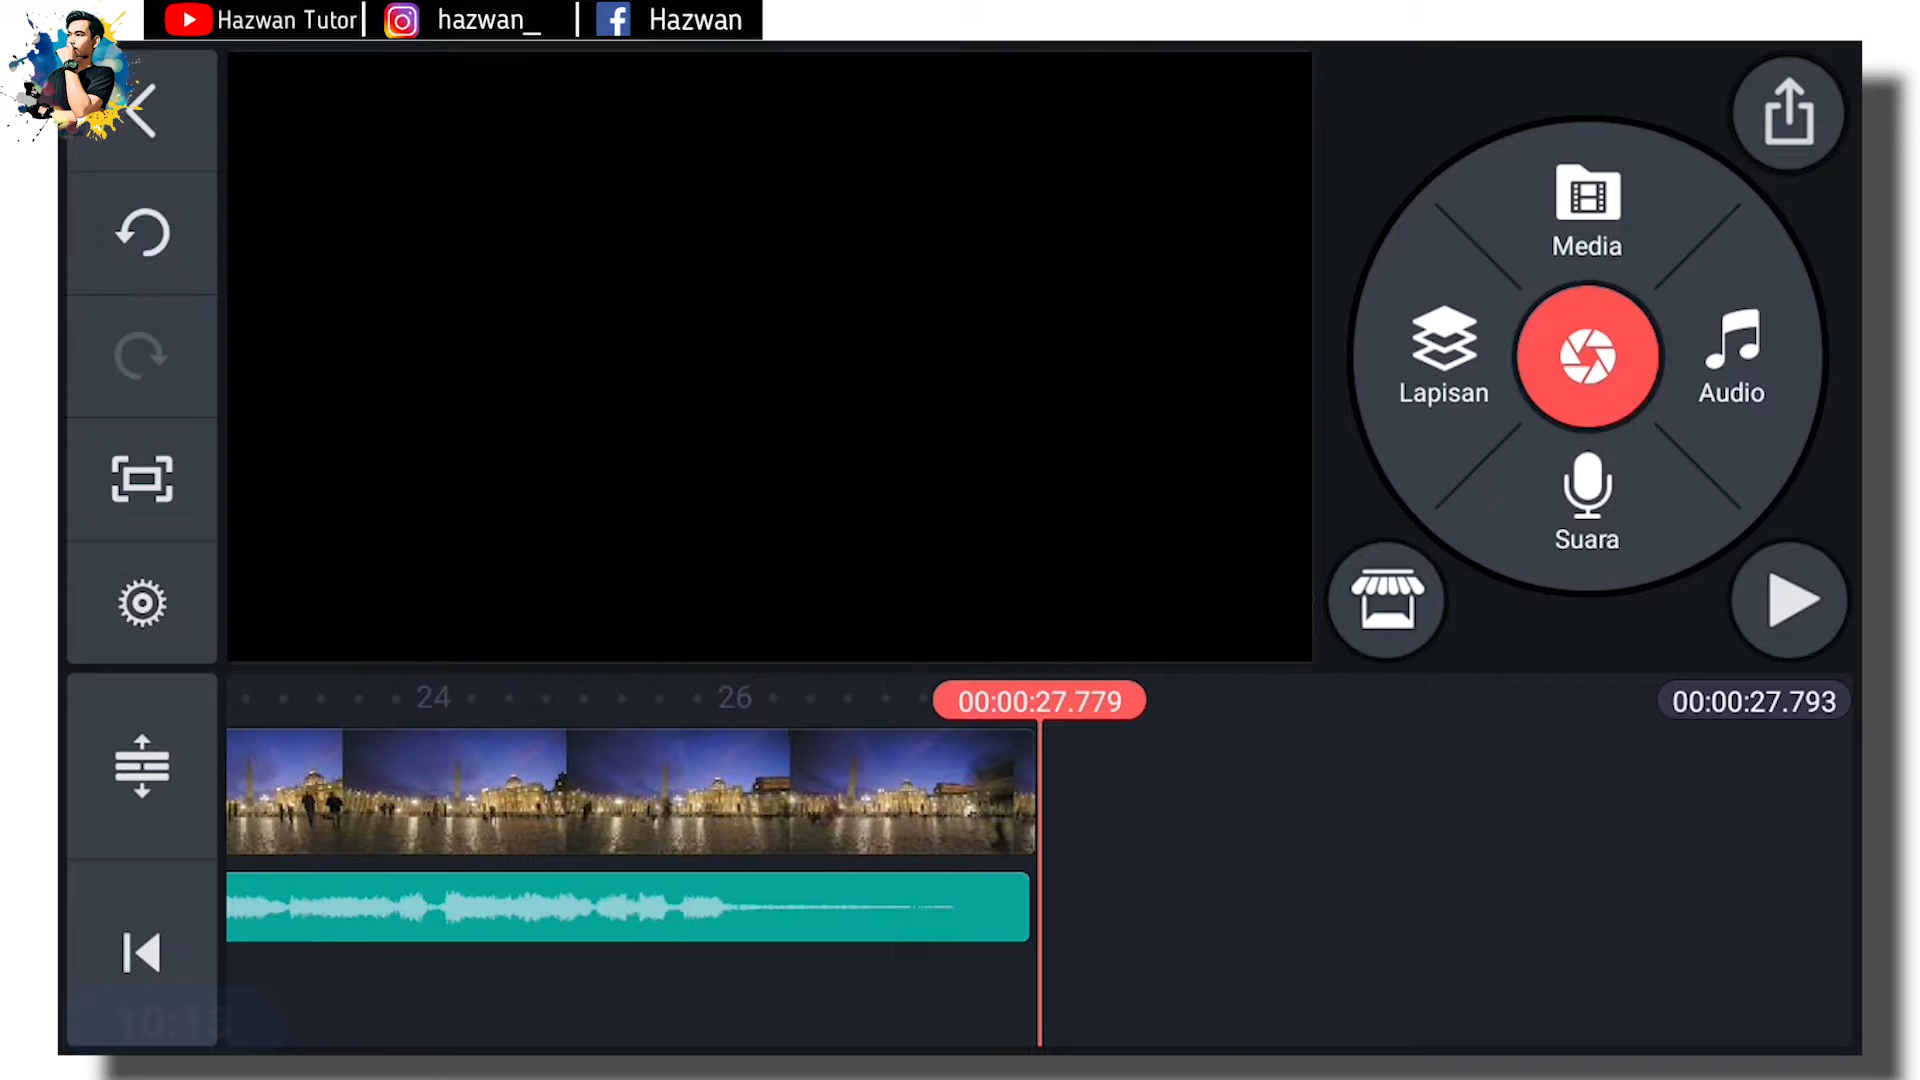 Hazwan Tutor| hazwan_ | Hazwan
Media
Lapisan
Audio
Suara
24 26 00:00:27.779 00:00:27.793